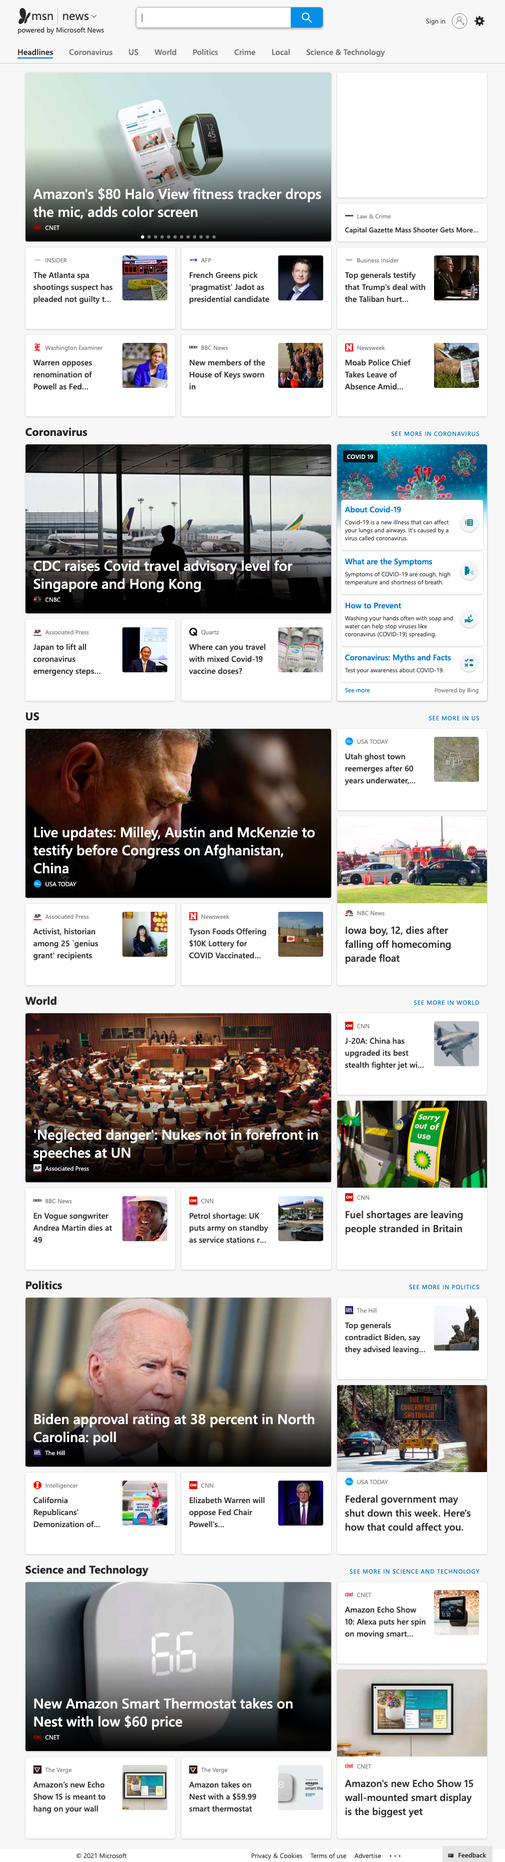 msn news
powered by Microsoft News
Sign in
Headlines Coronavirus US World Politics Crime Local Science & Technology
Amazon's $80 Halo View fitness tracker drops
the mic, adds color screen
CNET
Law & Crime
Capital Gazette Mass Shooter Gets More...
INSIDER
The Atlanta spa
shootings suspect has
pleaded not guilty t...
AFP
French Greens pick
'pragmatist' Jadot as
presidential candidate
Business Insider
Top generals testify
that Trump's deal with
the Taliban hurt...
Washington Examiner
Warren opposes
renomination of
Powell as Fed...
BBC News
New members of the
House of Keys sworn
in
Newsweek
Moab Police Chief
Takes Leave of
Absence Amid...
Coronavirus
SEE MORE IN CORONAVIRUS
CDC raises Covid travel advisory level for
Singapore and Hong Kong
CNBC
COVID 19
About Covid-19
Covid-19 is a new illness that can affect
your lungs and airways. It's caused by a
virus called coronavirus.
What are the Symptoms
Symptoms of COVID-19 are cough, high
temperature and shortness of breath.
How to Prevent
Washing your hands often with soap and
water can help stop viruses like
coronavirus (COVID-19) spreading.
Coronavirus: Myths and Facts
Test your awareness about COVID-19.
See more
Powered by Bing
AP Associated Press
Japan to lift all
coronavirus
emergency steps...
Quartz
Where can you travel
with mixed Covid-19
vaccine doses?
US
SEE MORE IN US
Live updates: Milley, Austin and McKenzie to
testify before Congress on Afghanistan,
China
USA TODAY
USA TODAY
Utah ghost town
reemerges after 60
years underwater,...
NBC News
Iowa boy, 12, dies after
falling off homecoming
parade float
AP Associated Press
Activist, historian
among 25 `genius
grant' recipients
Newsweek
Tyson Foods Offering
$10K Lottery for
COVID Vaccinated...
World
SEE MORE IN WORLD
'Neglected danger': Nukes not in forefront in
speeches at UN
AP Associated Press
CNN
J-20A: China has
upgraded its best
stealth fighter jet wi...
Sorry
out of
use
bp
CNN
Fuel shortages are leaving
people stranded in Britain
BBC News
En Vogue songwriter
Andrea Martin dies at
49
CNN
Petrol shortage: UK
puts army on standby
as service stations r...
Politics
SEE MORE IN POLITICS
Biden approval rating at 38 percent in North
Carolina: poll
The Hill
The Hill
Top generals
contradict Biden, say
they advised leaving...
DUE TO
GOVERNMENT
SHUTDOWN
USA TODAY
Federal government may
shut down this week. Here's
how that could affect you.
Intelligencer
California
Republicans'
Demonization of...
CNN
Elizabeth Warren will
oppose Fed Chair
Powell's...
Science and Technology
SEE MORE IN SCIENCE AND TECHNOLOGY
66
New Amazon Smart Thermostat takes on
Nest with low $60 price
CNET
CNET
Amazon Echo Show
10: Alexa puts her spin
on moving smart...
CNET
Amazon's new Echo Show 15
wall-mounted smart display
is the biggest yet
The Verge
Amazon's new Echo
Show 15 is meant to
hang on your wall
The Verge
Amazon takes on
Nest with a $59.99
smart thermostat
© 2021 Microsoft
Privacy & Cookies Terms of use Advertise ...
Feedback